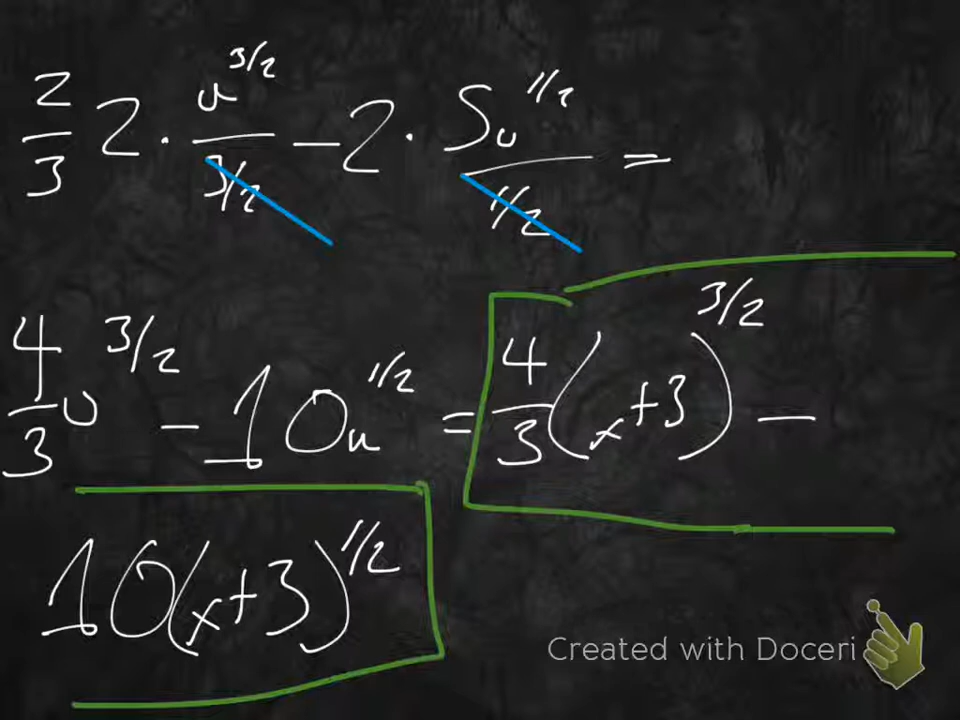 2/3 2 · u^3/2 / 3/2 − 2 · 5u^1/2 / 1/2 =
4/3 u^3/2 − 10u^1/2 = 4/3 (x+3)^3/2 −
10(x+3)^1/2
Created with Doceri